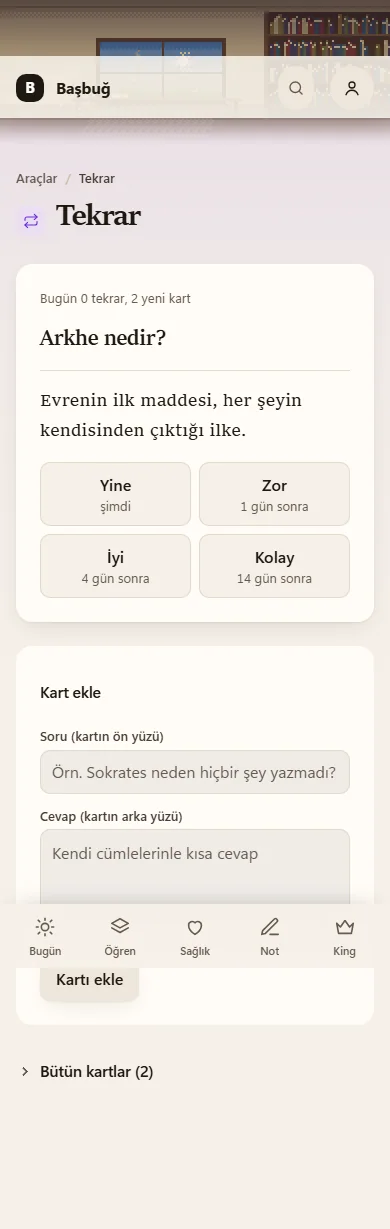 B Başbuğ
Araçlar / Tekrar
Tekrar
Bugün 0 tekrar, 2 yeni kart
Arkhe nedir?
Evrenin ilk maddesi, her şeyin
kendisinden çıktığı ilke.
Yine
şimdi
Zor
1 gün sonra
İyi
4 gün sonra
Kolay
14 gün sonra
Kart ekle
Soru (kartın ön yüzü)
Örn. Sokrates neden hiçbir şey yazmadı?
Cevap (kartın arka yüzü)
Kendi cümlelerinle kısa cevap
Bugün
Öğren
Sağlık
Not
King
Kartı ekle
Bütün kartlar (2)